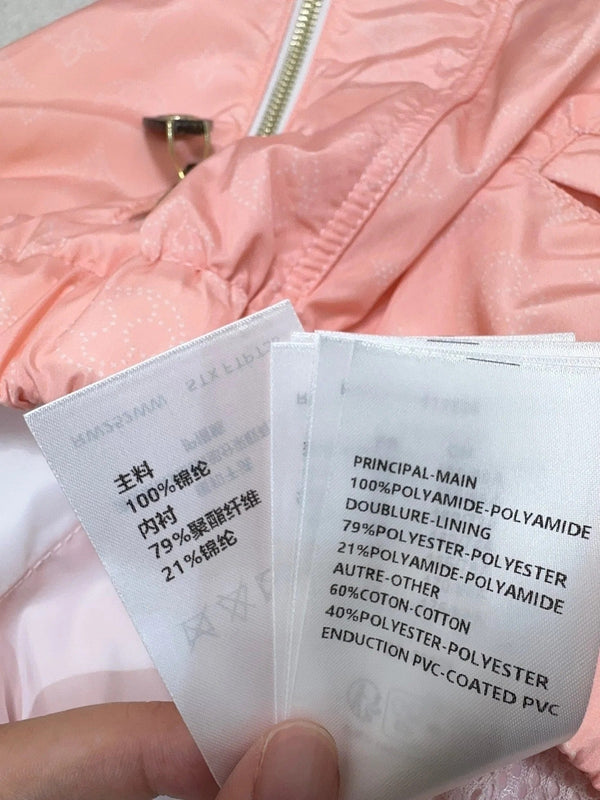 主料
100%锦纶
内衬
79%聚酯纤维
21%锦纶
PRINCIPAL-MAIN
100%POLYAMIDE-POLYAMIDE
DOUBLURE-LINING
79%POLYESTER-POLYESTER
21%POLYAMIDE-POLYAMIDE
AUTRE-OTHER
60%COTON-COTTON
40%POLYESTER-POLYESTER
ENDUCTION PVC-COATED PVC